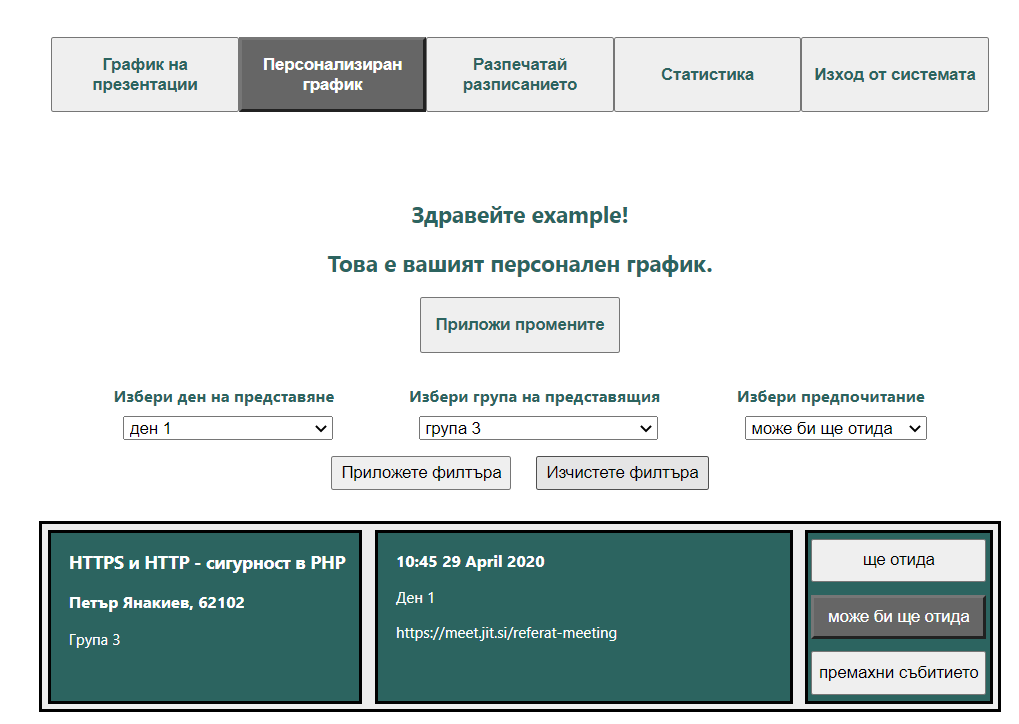 График на
презентации
Персонализиран
график
Разпечатай
разписанието
Статистика
Изход от системата
Здравейте example!
Това е вашият персонален график.
Приложи промените
Избери ден на представяне
Избери група на представящия
Избери предпочитание
ден 1
група 3
може би ще отида
Приложете филтъра
Изчистете филтъра
HTTPS и HTTP - сигурност в PHP
Петър Янакиев, 62102
Група 3
10:45 29 April 2020
Ден 1
https://meet.jit.si/referat-meeting
ще отида
може би ще отида
премахни събитието